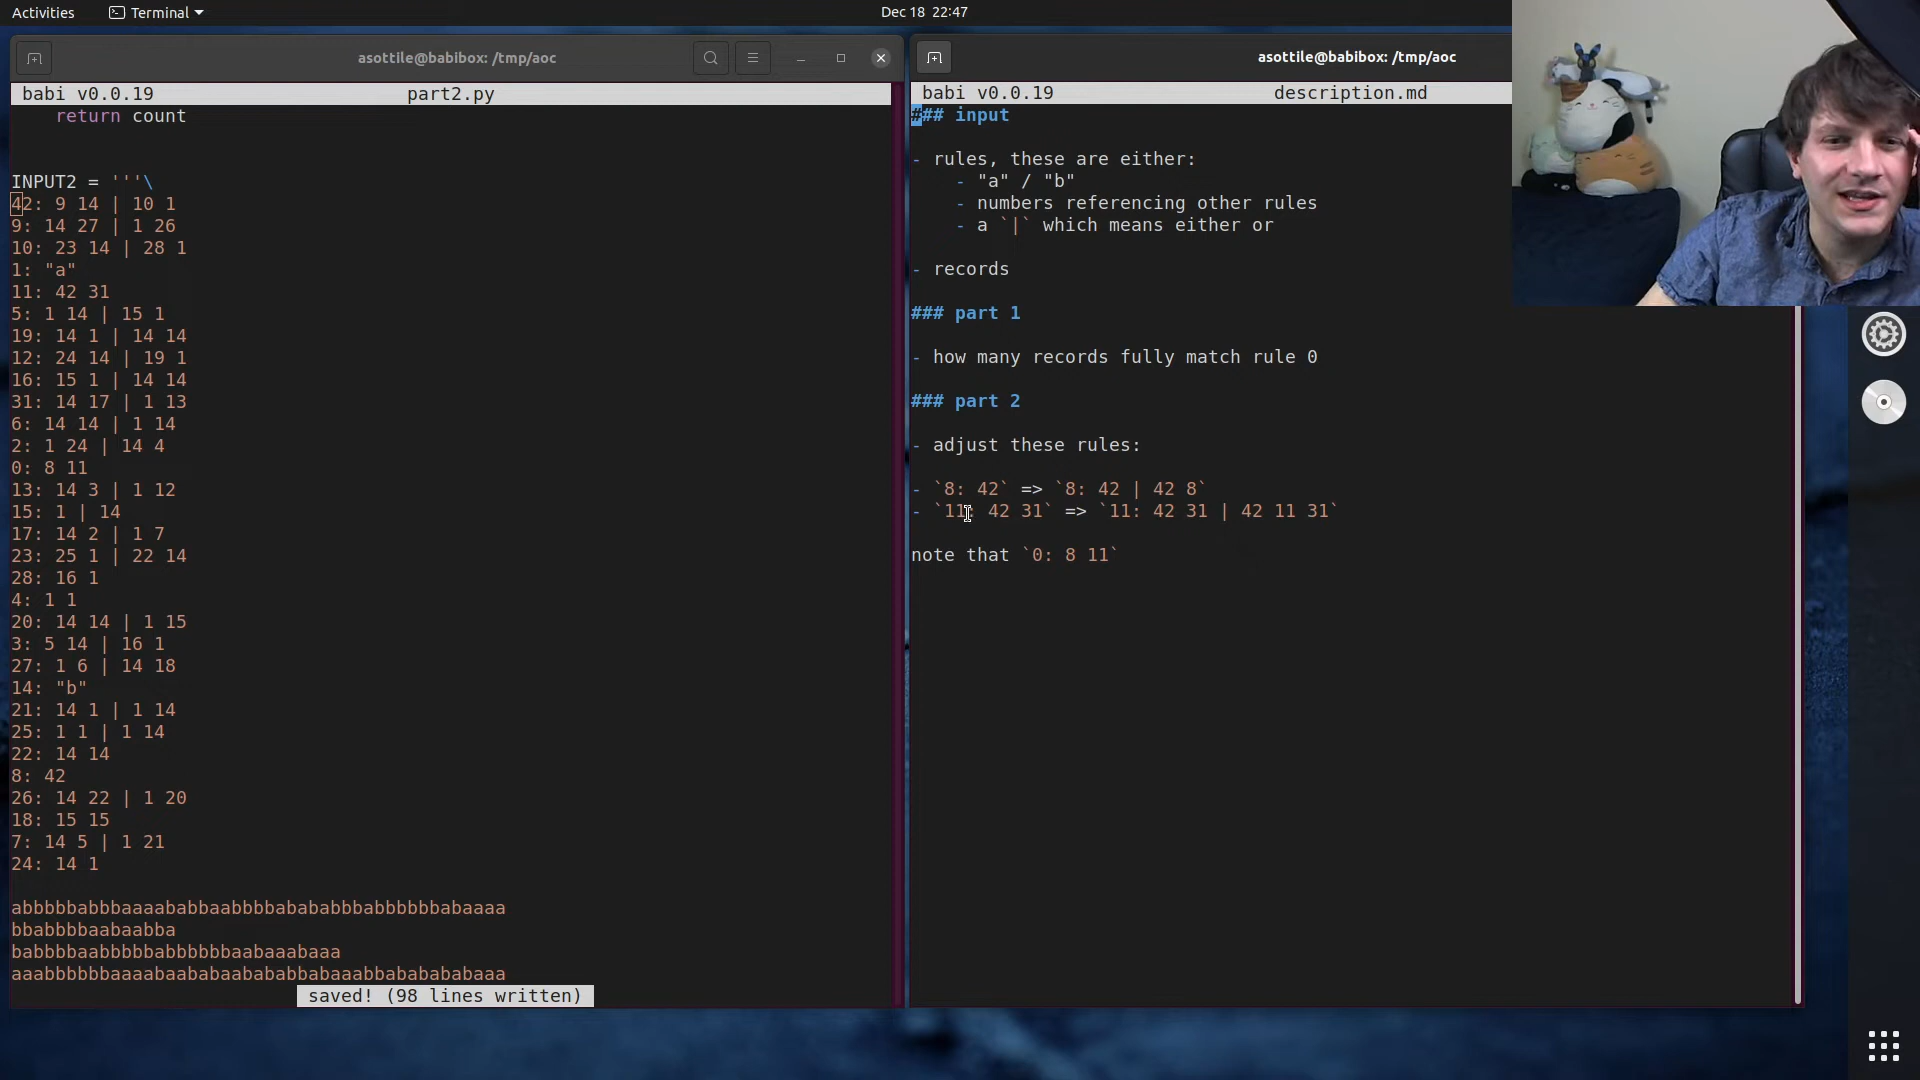 Activities
Terminal
Dec 18 22:47
asottile@babibox: /tmp/aoc
babi v0.0.19 part2.py
return count
INPUT2 = '''\
42: 9 14 | 10 1
9: 14 27 | 1 26
10: 23 14 | 28 1
1: "a"
11: 42 31
5: 1 14 | 15 1
19: 14 1 | 14 14
12: 24 14 | 19 1
16: 15 1 | 14 14
31: 14 17 | 1 13
6: 14 14 | 1 14
2: 1 24 | 14 4
0: 8 11
13: 14 3 | 1 12
15: 1 | 14
17: 14 2 | 1 7
23: 25 1 | 22 14
28: 16 1
4: 1 1
20: 14 14 | 1 15
3: 5 14 | 16 1
27: 1 6 | 14 18
14: "b"
21: 14 1 | 1 14
25: 1 1 | 1 14
22: 14 14
8: 42
26: 14 22 | 1 20
18: 15 15
7: 14 5 | 1 21
24: 14 1
abbbbbabbbaaaababbaabbbbabababbbabbbbbbabaaaa
bbabbbbaabaabba
babbbbaabbbbbabbbbbbaabaaabaaa
aaabbbbbbaaaabaababaabababbabaaabbababababaaa
saved! (98 lines written)
asottile@babibox: /tmp/aoc
babi v0.0.19 description.md
### input
- rules, these are either:
- "a" / "b"
- numbers referencing other rules
- a `|` which means either or
- records
### part 1
- how many records fully match rule 0
### part 2
- adjust these rules:
- `8: 42` => `8: 42 | 42 8`
- `11: 42 31` => `11: 42 31 | 42 11 31`
note that `0: 8 11`